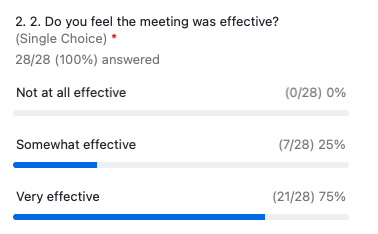 2. 2. Do you feel the meeting was effective?
(Single Choice) *
28/28 (100%) answered
Not at all effective (0/28) 0%
Somewhat effective (7/28) 25%
Very effective (21/28) 75%